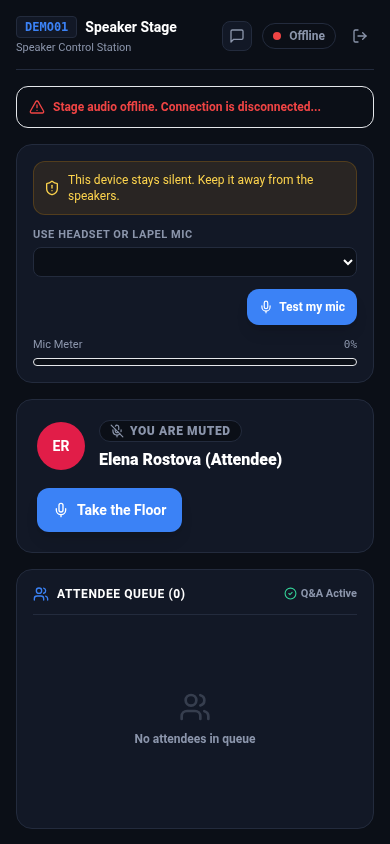 DEMO01 Speaker Stage
Speaker Control Station
Offline
Stage audio offline. Connection is disconnected...
This device stays silent. Keep it away from the
speakers.
USE HEADSET OR LAPEL MIC
Test my mic
Mic Meter 0%
YOU ARE MUTED
ER
Elena Rostova (Attendee)
Take the Floor
ATTENDEE QUEUE (0) Q&A Active
No attendees in queue